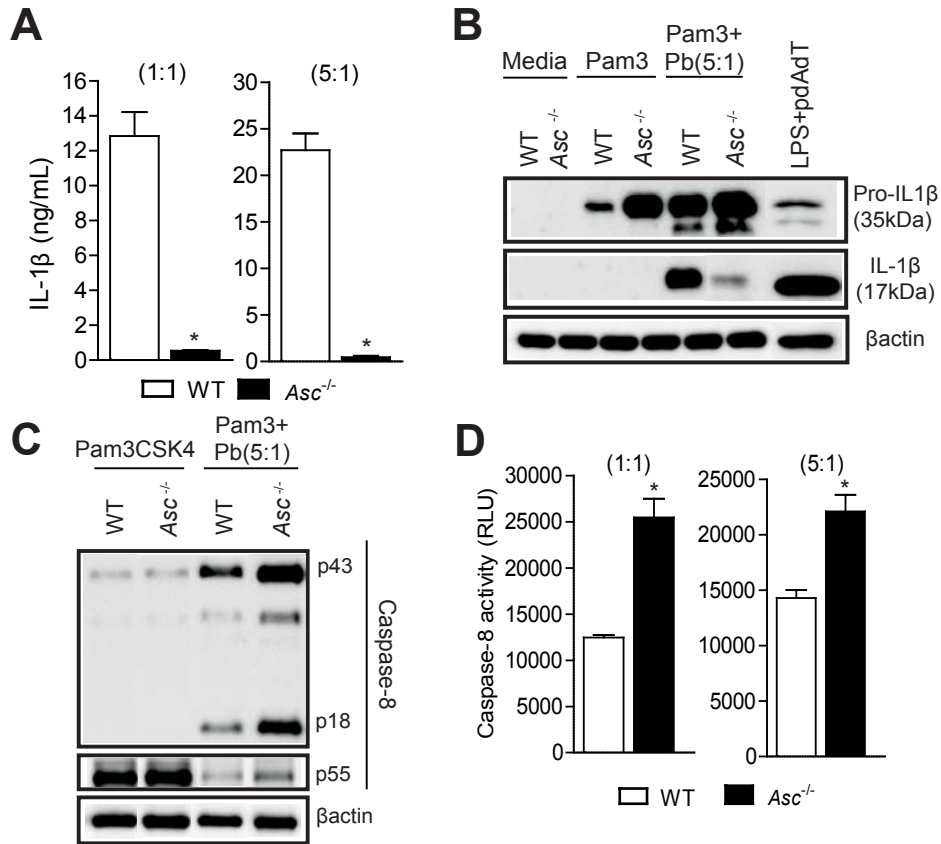 A
(1:1)
(5:1)
IL-1β (ng/mL)
16
14
12
10
8
6
4
2
0
*
30
25
20
15
10
5
0
*
WT
Asc -/-
B
Media
Pam3
Pam3+
Pb(5:1)
LPS+pdAdT
WT
Asc -/-
WT
Asc -/-
WT
Asc -/-
Pro-IL1β
(35kDa)
IL-1β
(17kDa)
βactin
C
Pam3CSK4
Pam3+
Pb(5:1)
WT
Asc -/-
WT
Asc -/-
p43
p18
p55
Caspase-8
βactin
D
(1:1)
(5:1)
Caspase-8 activity (RLU)
30000
25000
20000
15000
10000
5000
0
*
25000
20000
15000
10000
5000
0
*
WT
Asc -/-